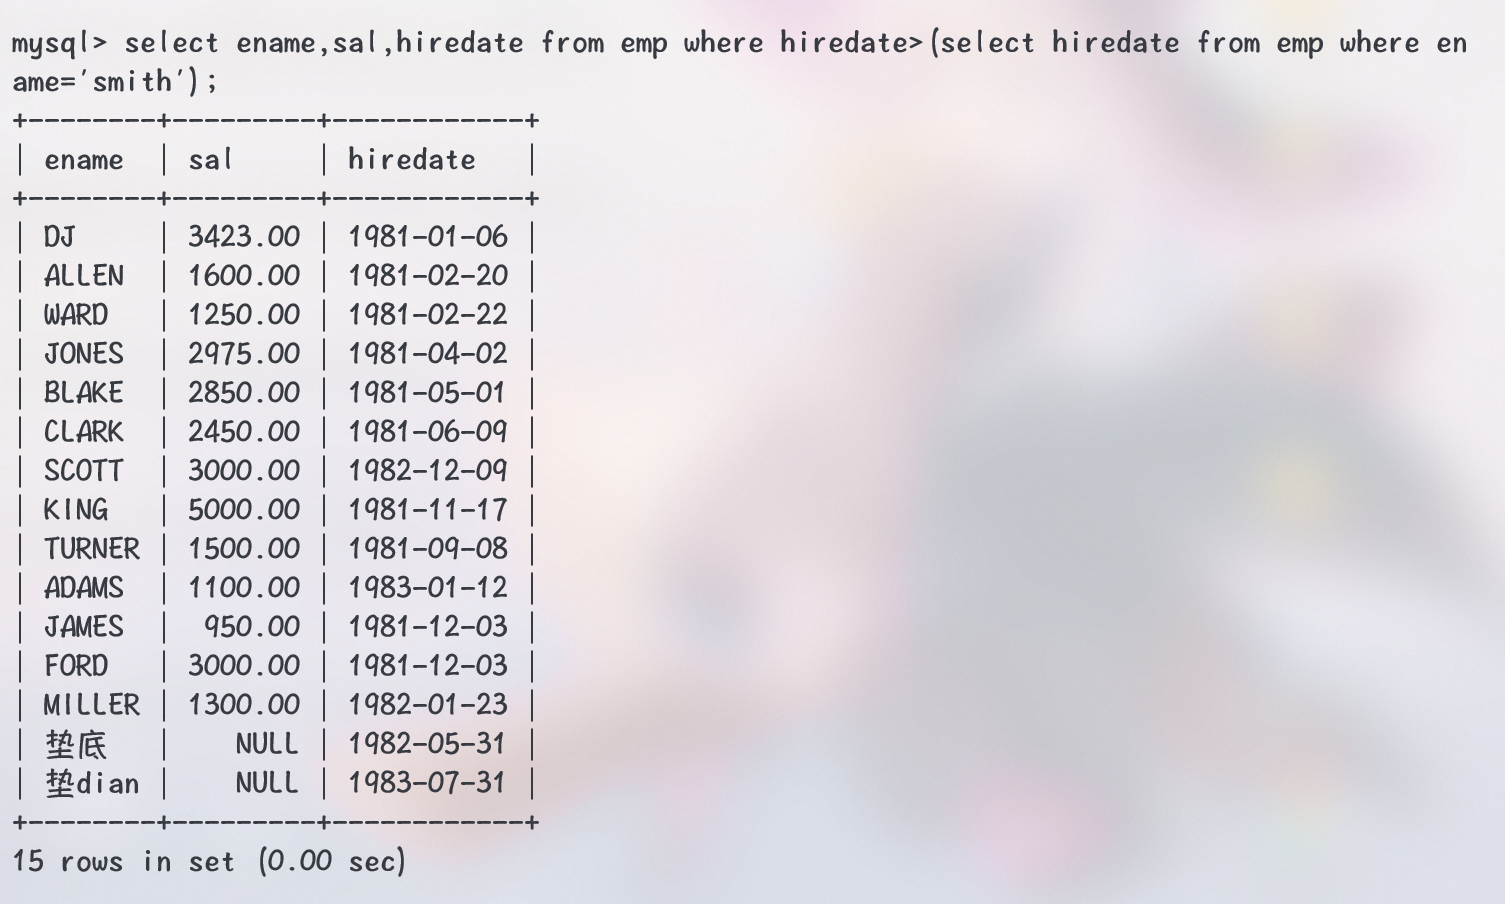 mysql> select ename,sal,hiredate from emp where hiredate>(select hiredate from emp where en
ame='smith');
+--------+---------+------------+
| ename  | sal     | hiredate   |
+--------+---------+------------+
| DJ     | 3423.00 | 1981-01-06 |
| ALLEN  | 1600.00 | 1981-02-20 |
| WARD   | 1250.00 | 1981-02-22 |
| JONES  | 2975.00 | 1981-04-02 |
| BLAKE  | 2850.00 | 1981-05-01 |
| CLARK  | 2450.00 | 1981-06-09 |
| SCOTT  | 3000.00 | 1982-12-09 |
| KING   | 5000.00 | 1981-11-17 |
| TURNER | 1500.00 | 1981-09-08 |
| ADAMS  | 1100.00 | 1983-01-12 |
| JAMES  |  950.00 | 1981-12-03 |
| FORD   | 3000.00 | 1981-12-03 |
| MILLER | 1300.00 | 1982-01-23 |
| 垫底   |    NULL | 1982-05-31 |
| 垫dian |    NULL | 1983-07-31 |
+--------+---------+------------+
15 rows in set (0.00 sec)